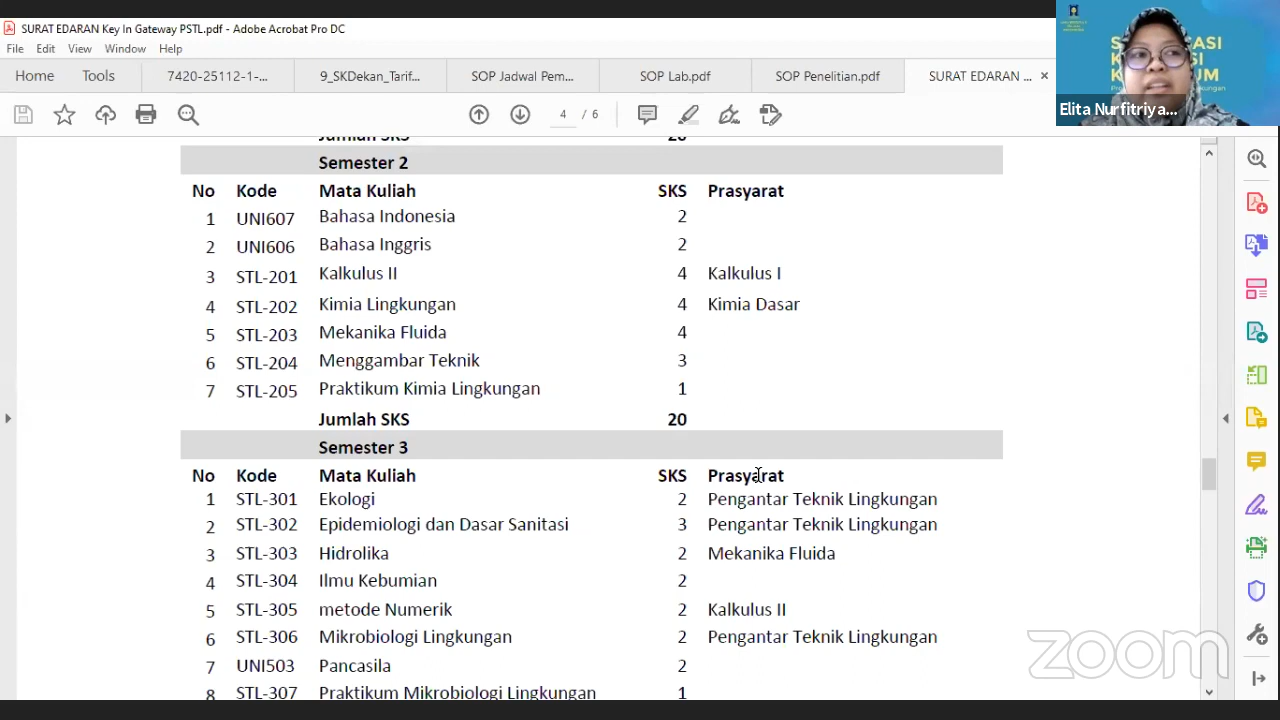 SURAT EDARAN Key In Gateway PSTL.pdf - Adobe Acrobat Pro DC
File Edit View Window Help
Home Tools 7420-25112-1-... 9_SKDekan_Tarif... SOP Jadwal Pem... SOP Lab.pdf SOP Penelitian.pdf SURAT EDARAN ... ×
4 / 6
Elita Nurfitriya...
Jumlah SKS 20
Semester 2
No Kode Mata Kuliah SKS Prasyarat
1 UNI607 Bahasa Indonesia 2
2 UNI606 Bahasa Inggris 2
3 STL-201 Kalkulus II 4 Kalkulus I
4 STL-202 Kimia Lingkungan 4 Kimia Dasar
5 STL-203 Mekanika Fluida 4
6 STL-204 Menggambar Teknik 3
7 STL-205 Praktikum Kimia Lingkungan 1
Jumlah SKS 20
Semester 3
No Kode Mata Kuliah SKS Prasyarat
1 STL-301 Ekologi 2 Pengantar Teknik Lingkungan
2 STL-302 Epidemiologi dan Dasar Sanitasi 3 Pengantar Teknik Lingkungan
3 STL-303 Hidrolika 2 Mekanika Fluida
4 STL-304 Ilmu Kebumian 2
5 STL-305 metode Numerik 2 Kalkulus II
6 STL-306 Mikrobiologi Lingkungan 2 Pengantar Teknik Lingkungan
7 UNI503 Pancasila 2
8 STL-307 Praktikum Mikrobiologi Lingkungan 1
zoom